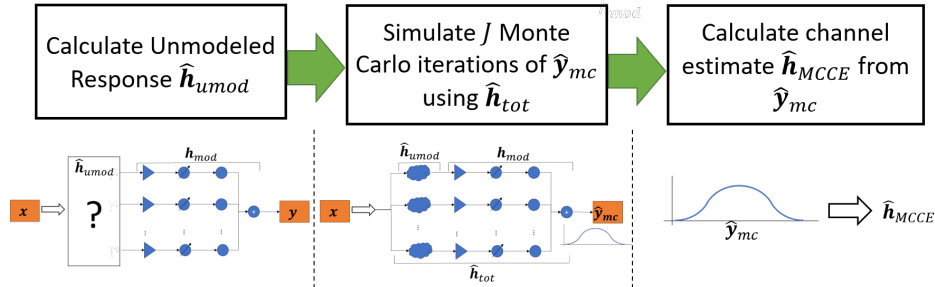 Calculate Unmodeled
Response ĥ_umod
Simulate J Monte
Carlo iterations of ŷ_mc
using ĥ_tot
Calculate channel
estimate ĥ_MCCE from
ŷ_mc
mod
x
ĥ_umod
?
h_mod
...
...
...
+
y
x
ĥ_umod
h_mod
...
...
...
+
ŷ_mc
ĥ_tot
ŷ_mc
ĥ_MCCE